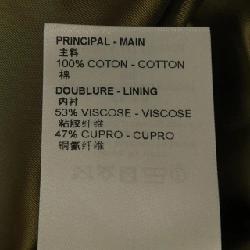 PRINCIPAL - MAIN
主料
100% COTON - COTTON
棉
DOUBLURE - LINING
内衬
53% VISCOSE - VISCOSE
粘胶纤维
47% CUPRO - CUPRO
铜氨纤维